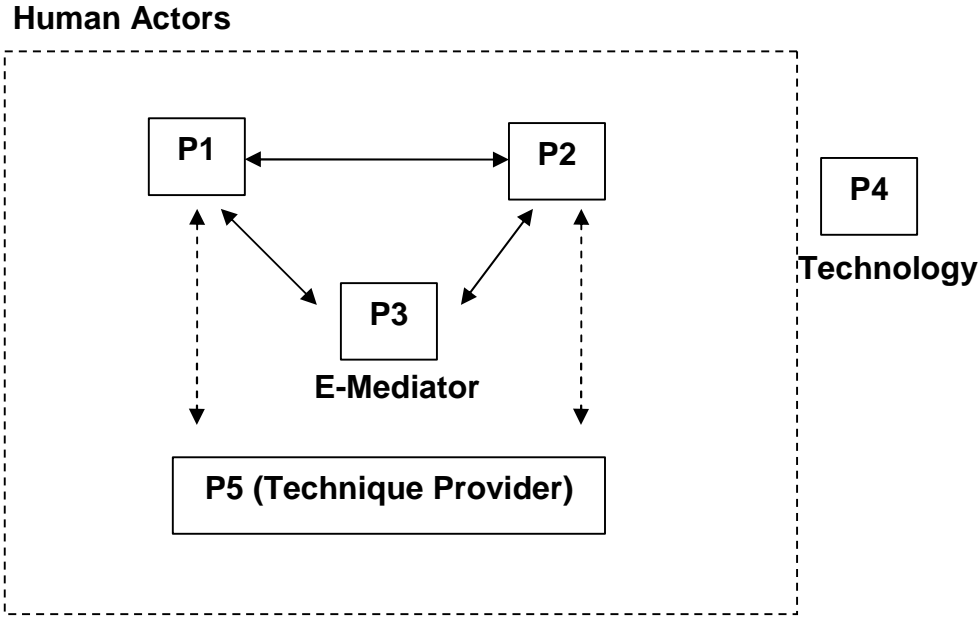 Human Actors
P1
P2
P4
Technology
P3
E-Mediator
P5 (Technique Provider)